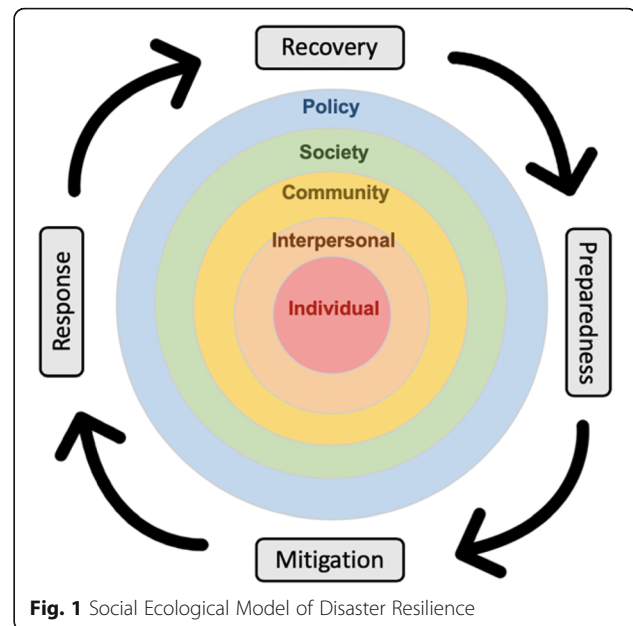 Recovery
Policy
Society
Community
Interpersonal
Individual
Response
Preparedness
Mitigation
Fig. 1 Social Ecological Model of Disaster Resilience